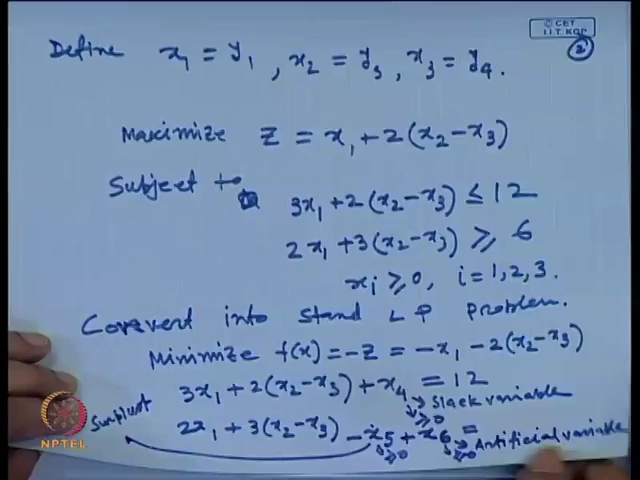 © CET
I.I.T. KGP
2
Define x₁ = y₁, x₂ = y₃, x₃ = y₄.
Maximize Z = x₁ + 2(x₂ - x₃)
Subject to
3x₁ + 2(x₂ - x₃) ≤ 12
2x₁ + 3(x₂ - x₃) ≥ 6
xᵢ ≥ 0, i = 1, 2, 3.
Convert into stand LP problem.
Minimize f(x) = -Z = -x₁ - 2(x₂ - x₃)
3x₁ + 2(x₂ - x₃) + x₄ = 12
→ Slack variable
≥ 0
2x₁ + 3(x₂ - x₃) - x₅ + x₆ =
≥ 0 ≥ 0 → Artificial variable
NPTEL